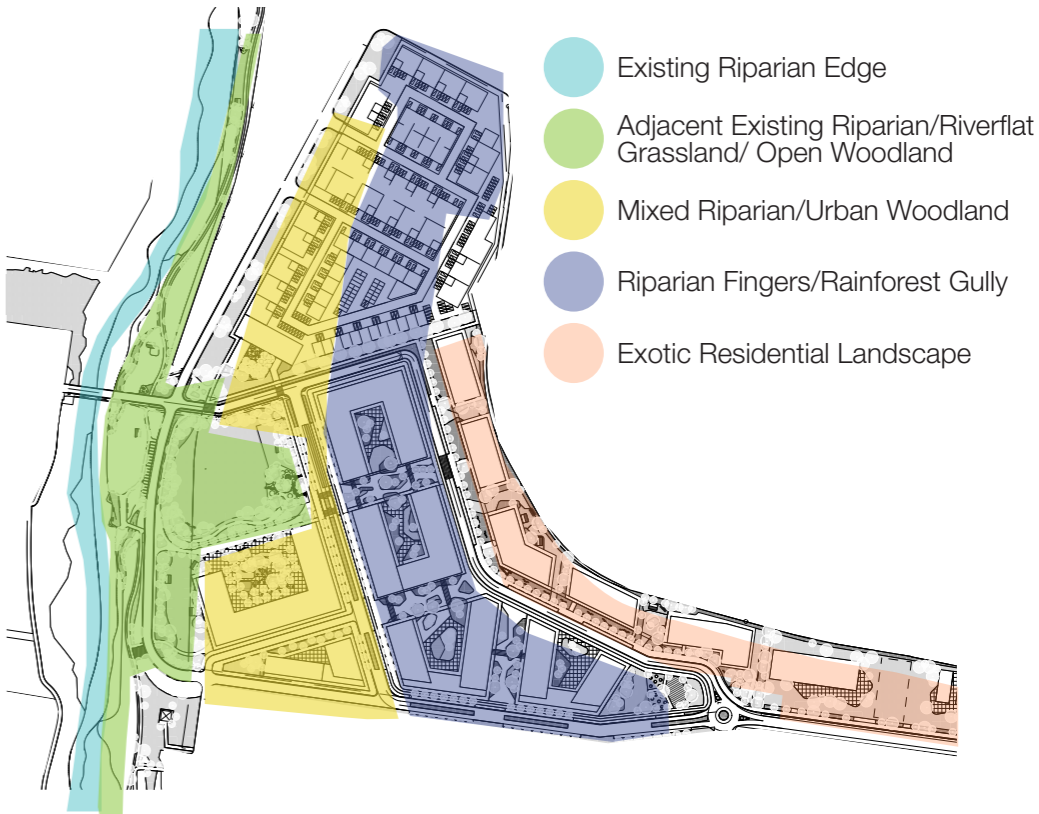 Existing Riparian Edge
Adjacent Existing Riparian/Riverflat
Grassland/ Open Woodland
Mixed Riparian/Urban Woodland
Riparian Fingers/Rainforest Gully
Exotic Residential Landscape